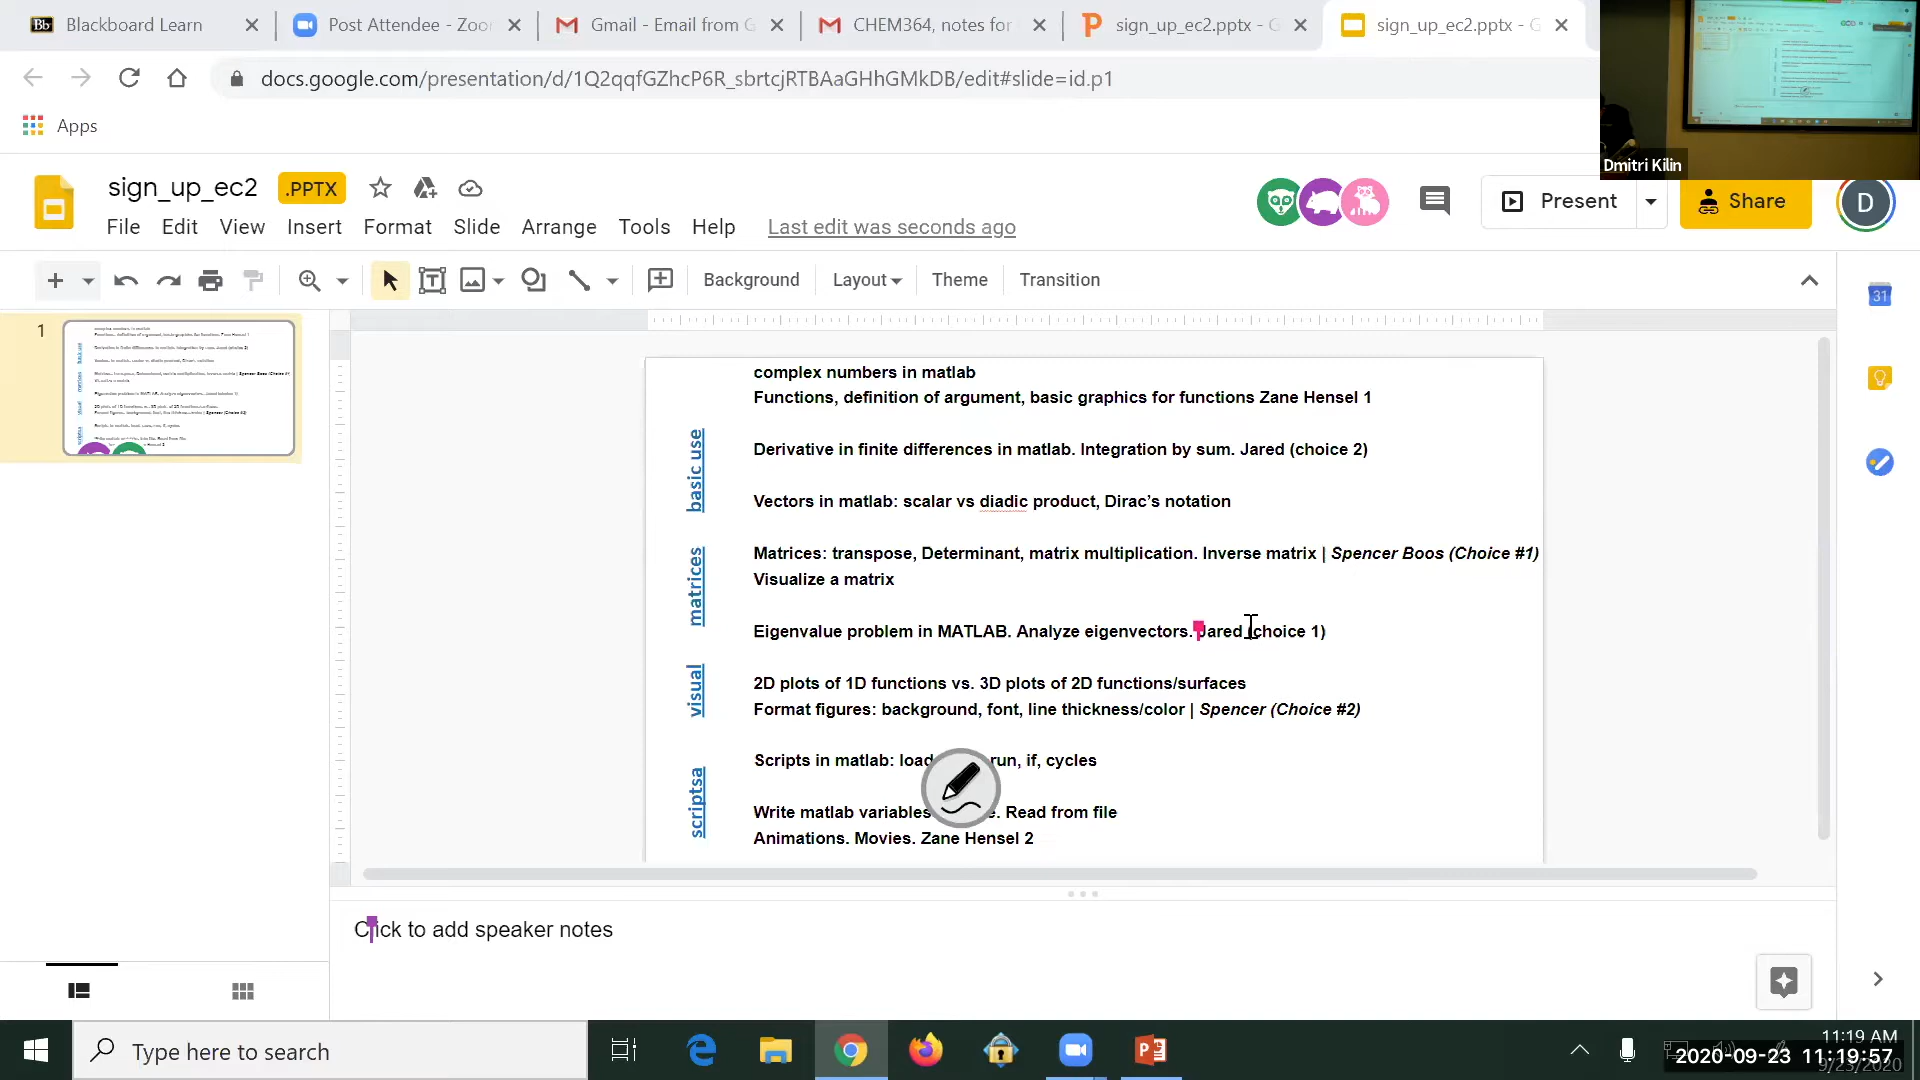 Blackboard Learn
Post Attendee - Zoo
Gmail - Email from G
CHEM364, notes for
sign_up_ec2.pptx - G
sign_up_ec2.pptx - G
docs.google.com/presentation/d/1Q2qqfGZhcP6R_sbrtcjRTBAaGHhGMkDB/edit#slide=id.p1
Apps
Dmitri Kilin
sign_up_ec2 .PPTX
Present
Share
D
File Edit View Insert Format Slide Arrange Tools Help Last edit was seconds ago
Background Layout Theme Transition
31
1
complex numbers in matlab
Functions, definition of argument, basic graphics for functions Zane Hensel 1
basic use
Derivative in finite differences in matlab. Integration by sum. Jared (choice 2)
Vectors in matlab: scalar vs diadic product, Dirac's notation
matrices
Matrices: transpose, Determinant, matrix multiplication. Inverse matrix | Spencer Boos (Choice #1)
Visualize a matrix
Eigenvalue problem in MATLAB. Analyze eigenvectors. Jared (choice 1)
visual
2D plots of 1D functions vs. 3D plots of 2D functions/surfaces
Format figures: background, font, line thickness/color | Spencer (Choice #2)
scriptsa
Scripts in matlab: load run, if, cycles
Write matlab variables . Read from file
Animations. Movies. Zane Hensel 2
Click to add speaker notes
Type here to search
11:19 AM
2020-09-23 11:19:57
9/23/2020